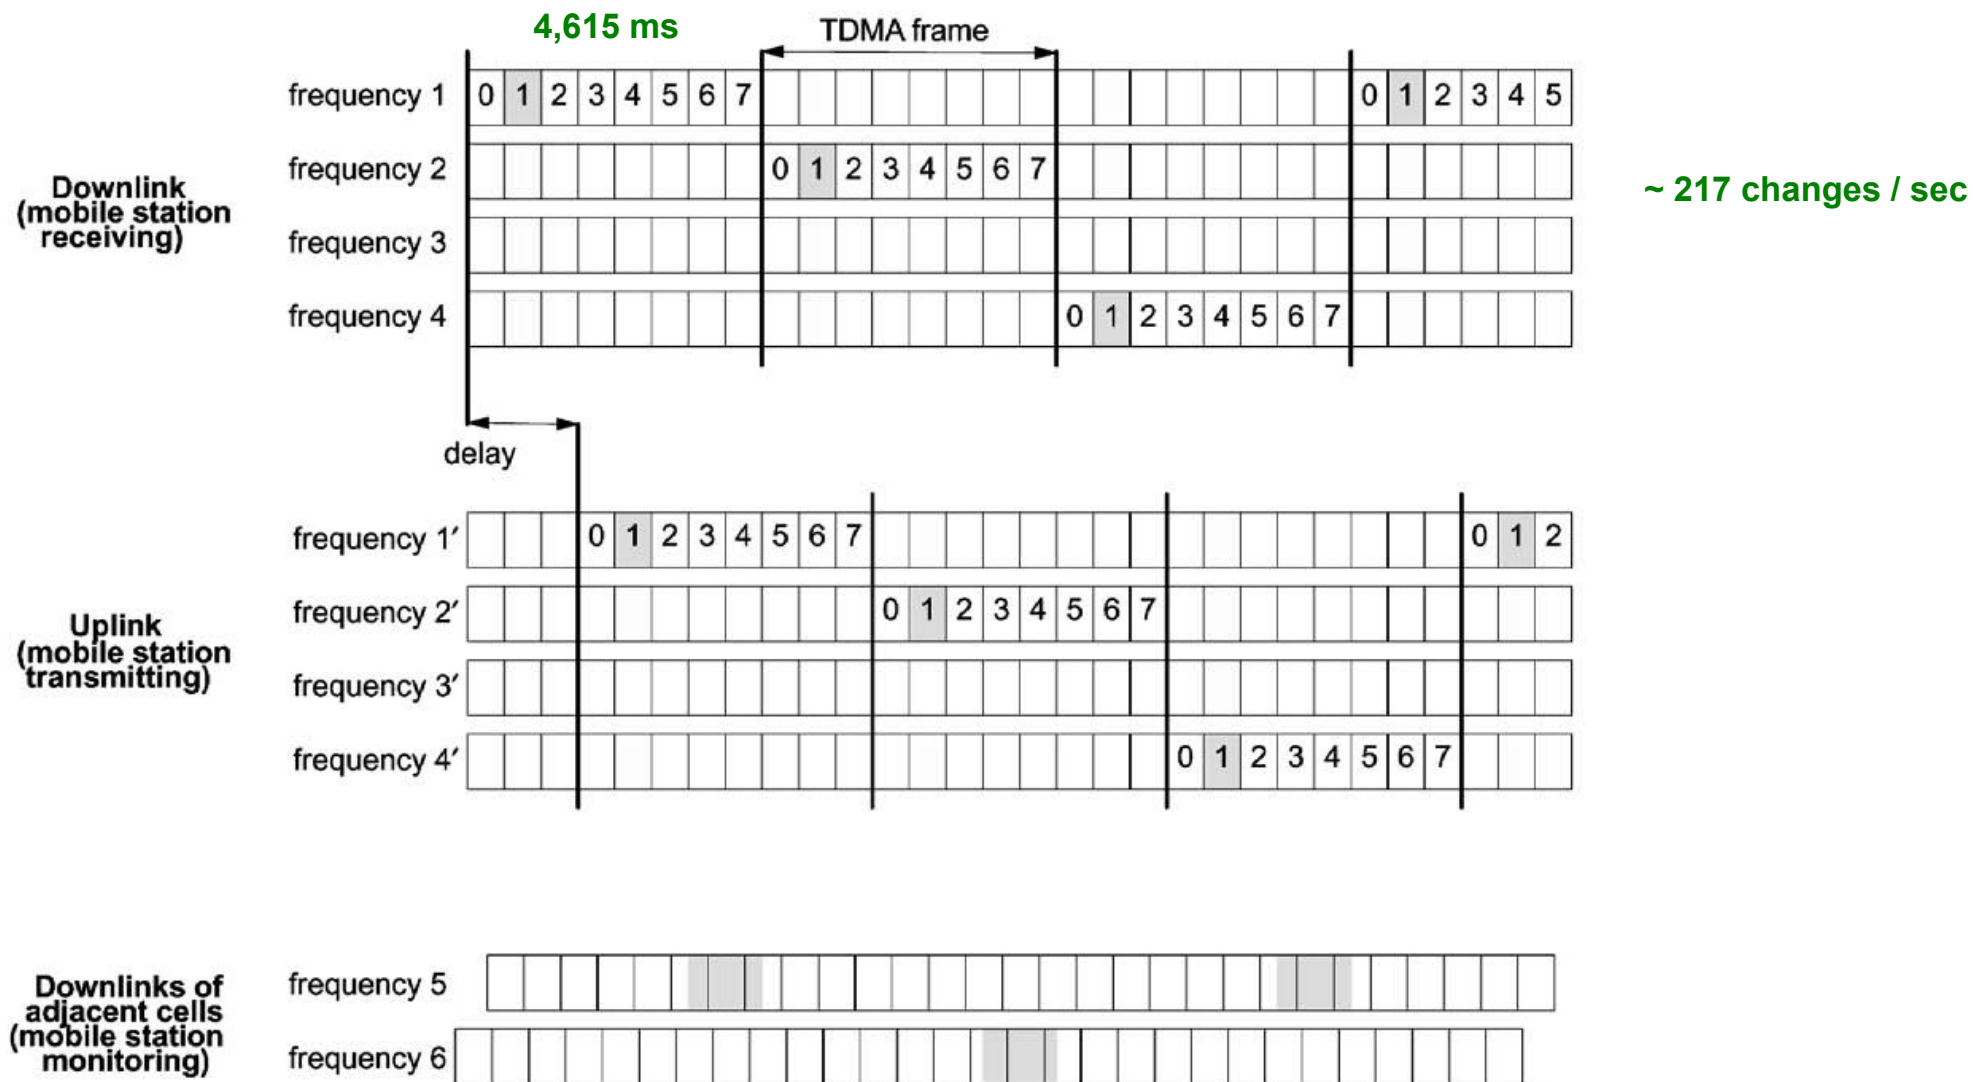 4,615 ms
TDMA frame
frequency 1 0 1 2 3 4 5 6 7 0 1 2 3 4 5
frequency 2 0 1 2 3 4 5 6 7
Downlink
(mobile station
receiving)
~ 217 changes / sec
frequency 3
frequency 4 0 1 2 3 4 5 6 7
delay
frequency 1′ 0 1 2 3 4 5 6 7 0 1 2
frequency 2′ 0 1 2 3 4 5 6 7
Uplink
(mobile station
transmitting)
frequency 3′
frequency 4′ 0 1 2 3 4 5 6 7
Downlinks of
adjacent cells
(mobile station
monitoring)
frequency 5
frequency 6